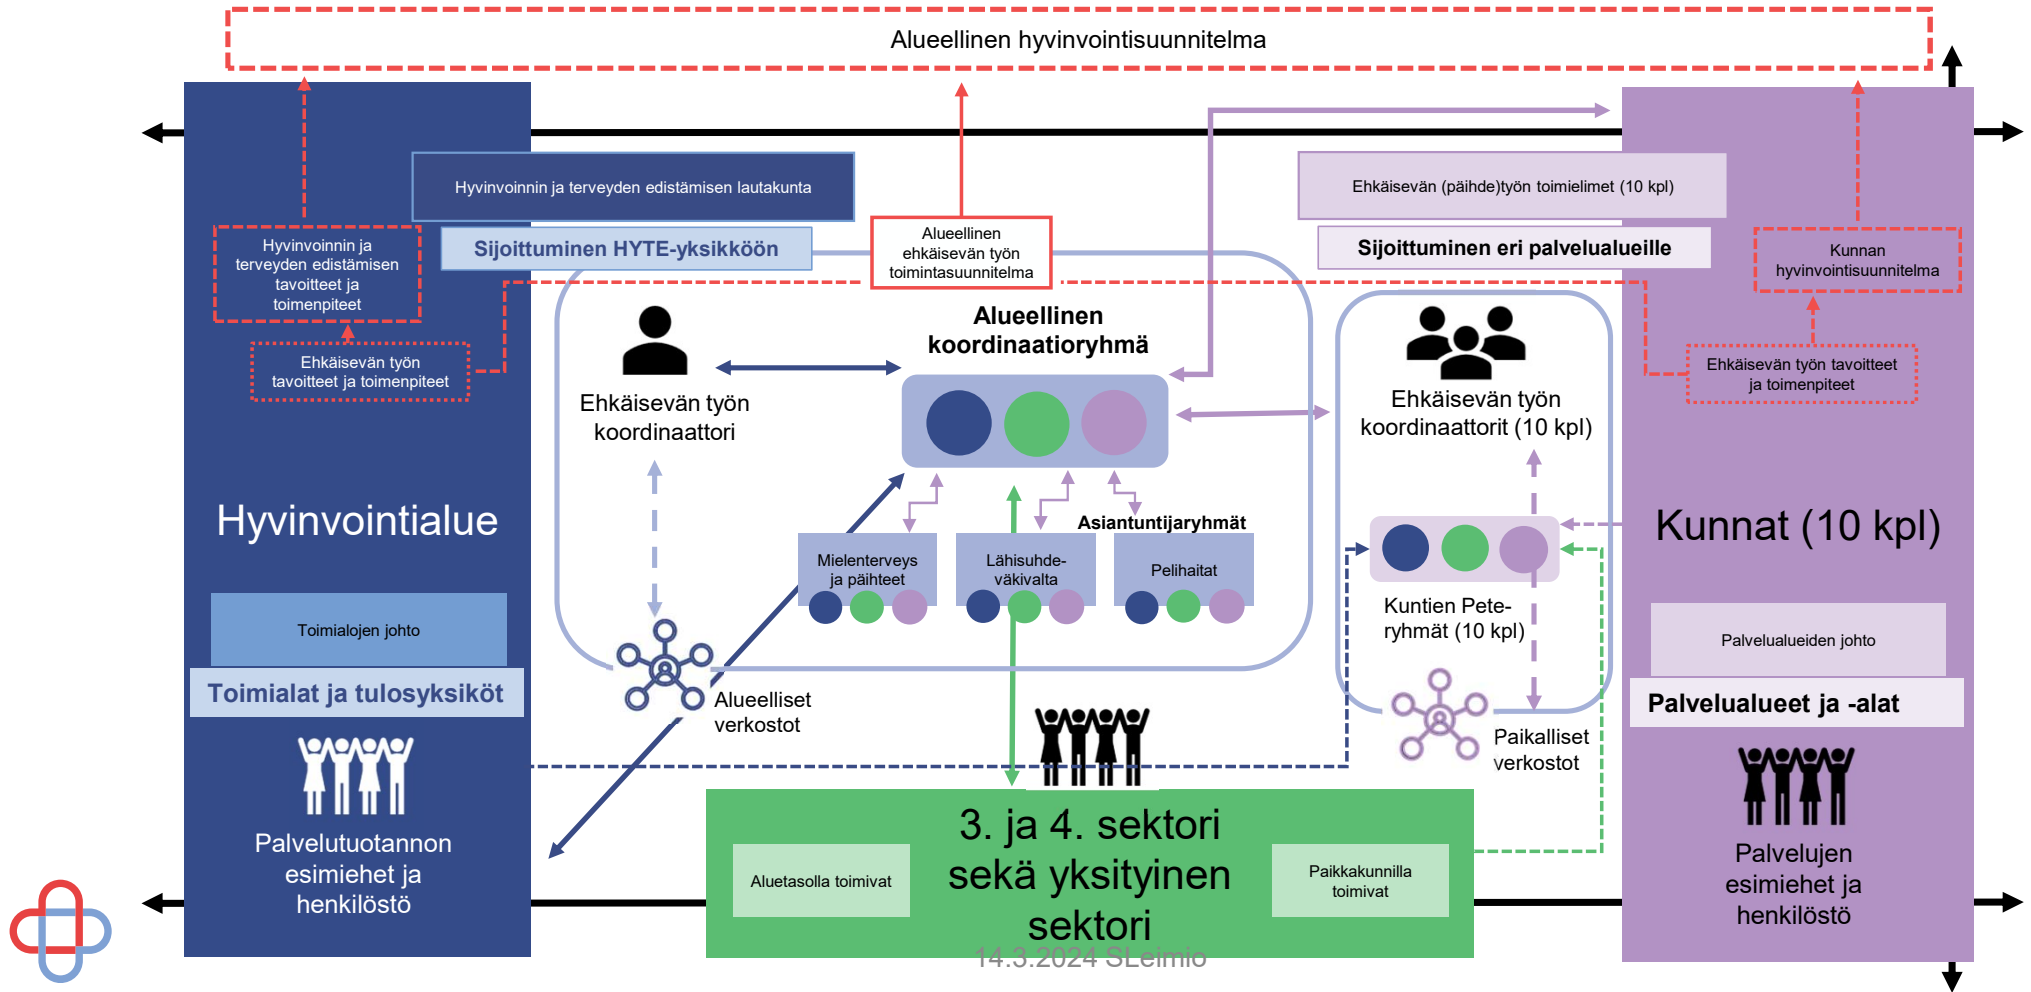 Alueellinen hyvinvointisuunnitelma
Hyvinvoinnin ja terveyden edistämisen lautakunta
Ehkäisevän (päihde)työn toimielimet (10 kpl)
Sijoittuminen HYTE-yksikköön
Alueellinen
ehkäisevän työn
toimintasuunnitelma
Sijoittuminen eri palvelualueille
Hyvinvoinnin ja
terveyden edistämisen
tavoitteet ja
toimenpiteet
Kunnan
hyvinvointisuunnitelma
Ehkäisevän työn
tavoitteet ja toimenpiteet
Alueellinen
koordinaatioryhmä
Ehkäisevän työn tavoitteet
ja toimenpiteet
Ehkäisevän työn
koordinaattori
Ehkäisevän työn
koordinaattorit (10 kpl)
Hyvinvointialue
Asiantuntijaryhmät
Kunnat (10 kpl)
Mielenterveys
ja päihteet
Lähisuhde-
väkivalta
Pelihaitat
Kuntien Pete-
ryhmät (10 kpl)
Toimialojen johto
Palvelualueiden johto
Toimialat ja tulosyksiköt
Alueelliset
verkostot
Palvelualueet ja -alat
Paikalliset
verkostot
Palvelutuotannon
esimiehet ja
henkilöstö
3. ja 4. sektori
sekä yksityinen
sektori
Aluetasolla toimivat
Paikkakunnilla
toimivat
Palvelujen
esimiehet ja
henkilöstö
14.3.2024 SLeimio